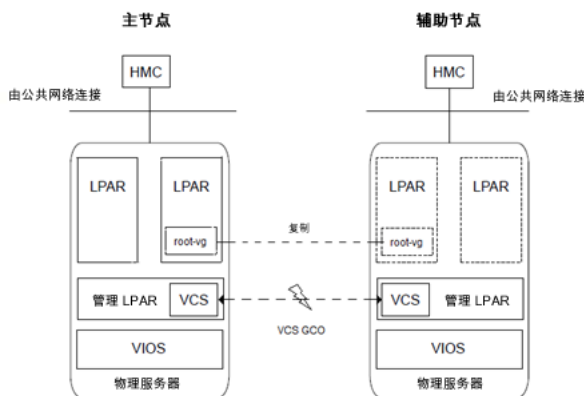 主节点 辅助节点
HMC HMC
由公共网络连接 由公共网络连接
LPAR LPAR LPAR LPAR
复制
root-vg root-vg
管理 LPAR VCS VCS 管理 LPAR
VCS GCO
VIOS VIOS
物理服务器 物理服务器